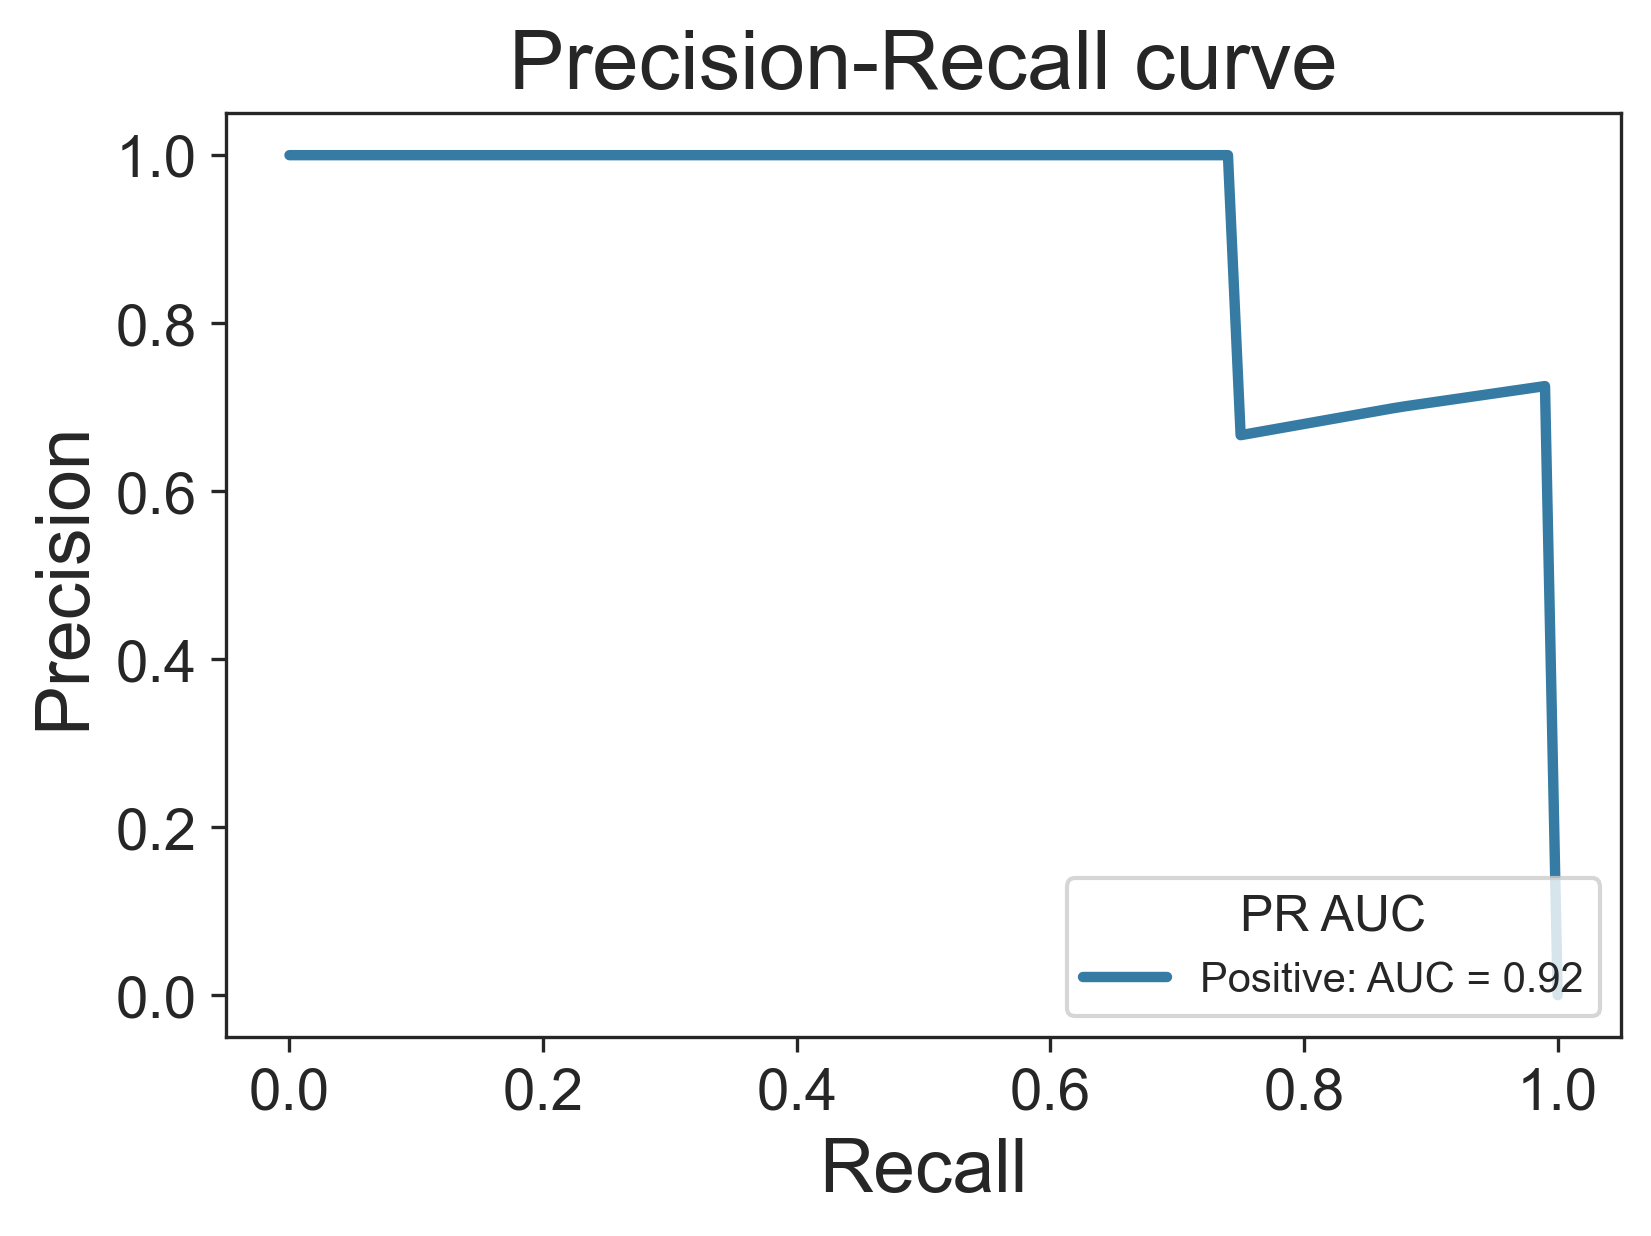 Precision-Recall curve
1.0
0.8
0.6
0.4
0.2
0.0
Precision
PR AUC
Positive: AUC = 0.92
0.0 0.2 0.4 0.6 0.8 1.0
Recall